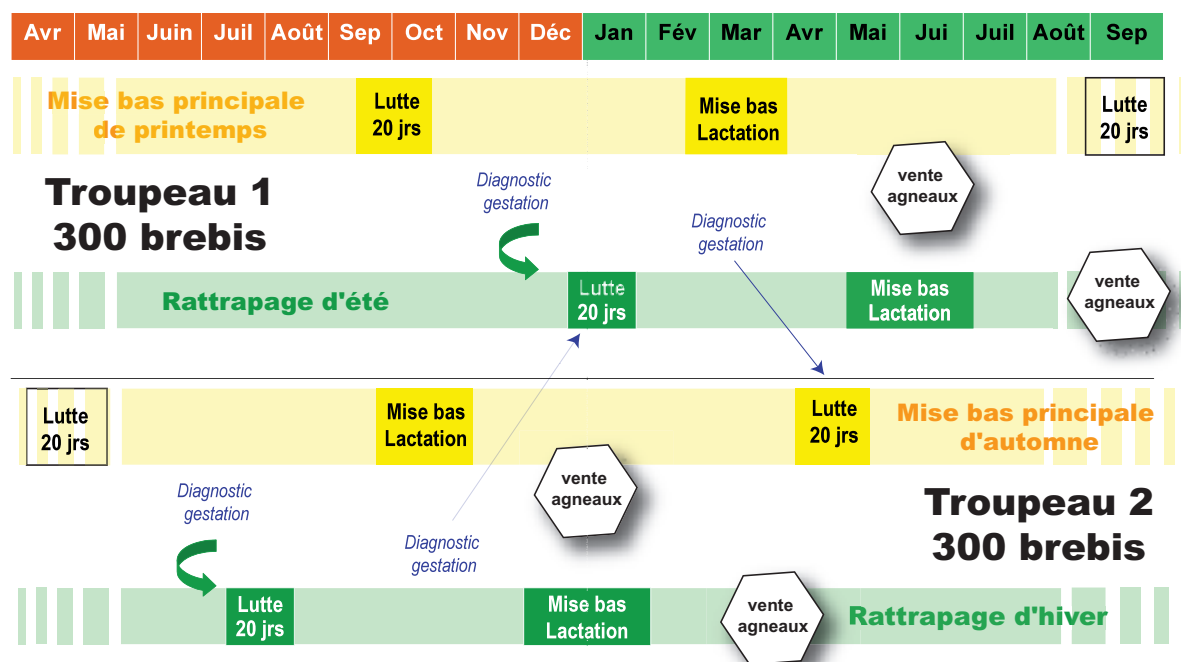 Avr Mai Juin Juil Août Sep Oct Nov Déc Jan Fév Mar Avr Mai Jui Juil Août Sep
Mise bas principale
de printemps
Lutte
20 jrs
Mise bas
Lactation
Lutte
20 jrs
vente
agneaux
Troupeau 1
300 brebis
Diagnostic
gestation
Diagnostic
gestation
Rattrapage d'été
Lutte
20 jrs
Mise bas
Lactation
vente
agneaux
Lutte
20 jrs
Mise bas
Lactation
Lutte
20 jrs
Mise bas principale
d'automne
vente
agneaux
Diagnostic
gestation
Diagnostic
gestation
Troupeau 2
300 brebis
Lutte
20 jrs
Mise bas
Lactation
vente
agneaux
Rattrapage d'hiver